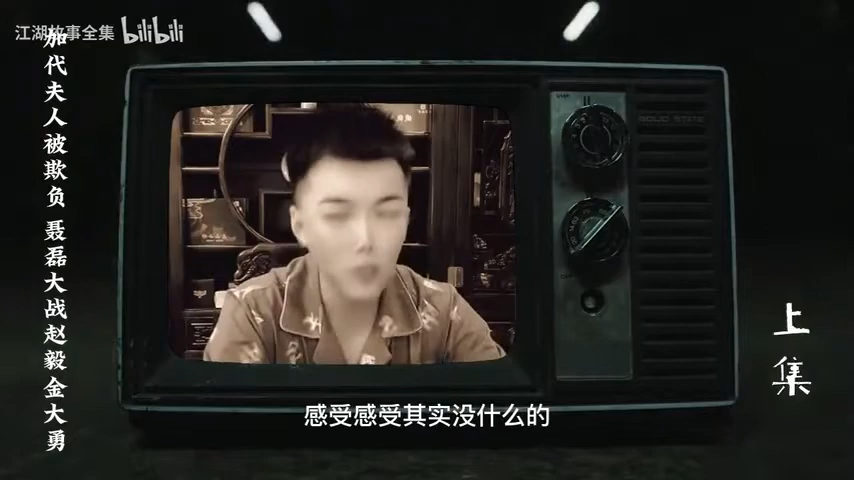 江湖故事全集 bilibili
加代夫人被欺负 聂磊大战赵毅金大勇
SOLID STATE
上集
感受感受其实没什么的